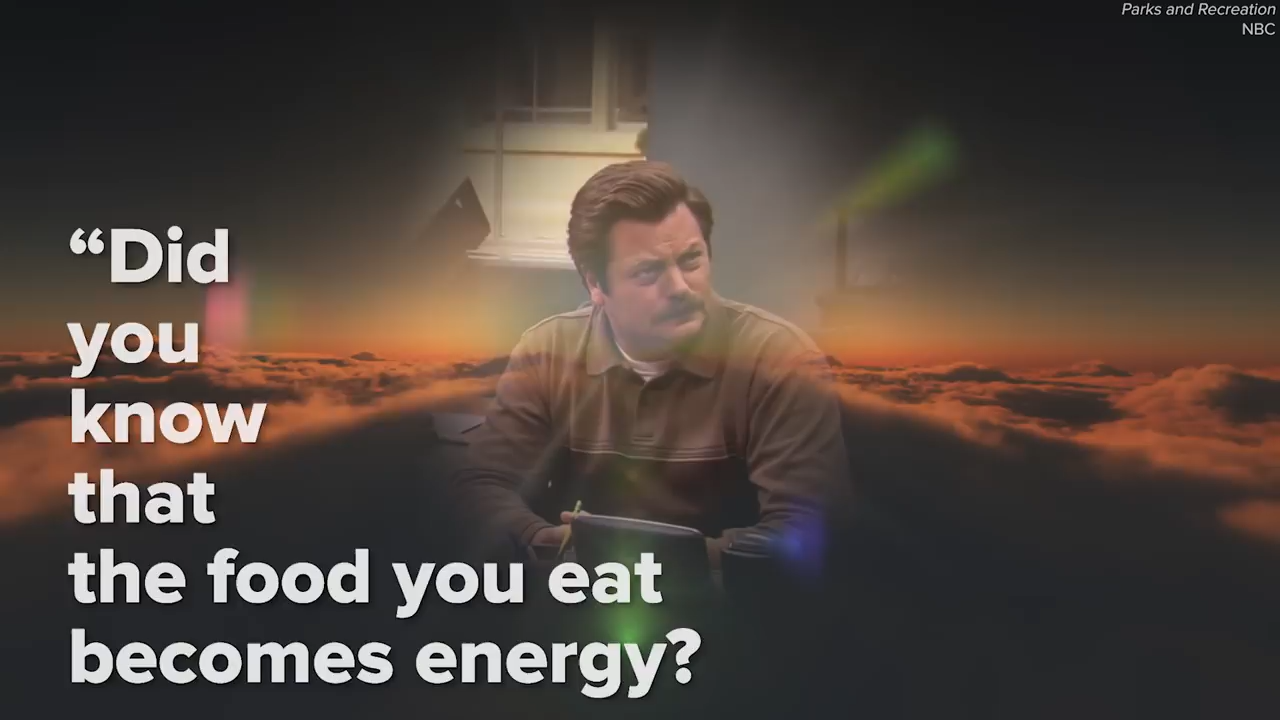 Parks and Recreation
NBC
“Did
you
know
that
the food you eat
becomes energy?